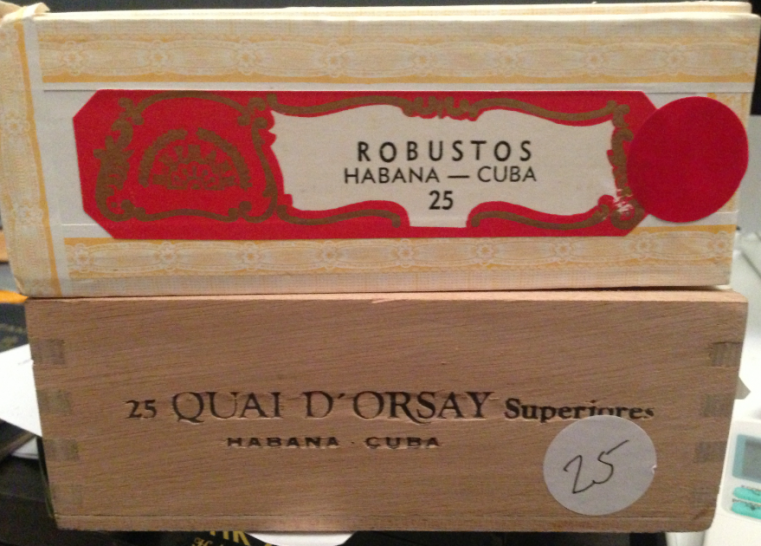 ROBUSTOS
HABANA — CUBA
25
25 QUAI D'ORSAY Superiores
HABANA · CUBA
25